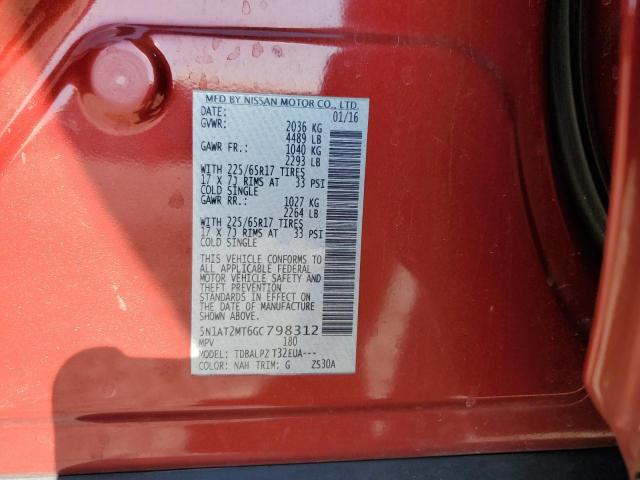 MFD BY NISSAN MOTOR CO., LTD.
DATE: 01/16
GVWR: 2036 KG
4489 LB
GAWR FR.: 1040 KG
2293 LB
WITH 225/65R17 TIRES
17 X 7J RIMS AT 33 PSI
COLD SINGLE
GAWR RR.: 1027 KG
2264 LB
WITH 225/65R17 TIRES
17 X 7J RIMS AT 33 PSI
COLD SINGLE
THIS VEHICLE CONFORMS TO
ALL APPLICABLE FEDERAL
MOTOR VEHICLE SAFETY AND
THEFT PREVENTION
STANDARDS IN EFFECT ON
THE DATE OF MANUFACTURE
SHOWN ABOVE.
5N1AT2MT6GC798312
MPV 180
MODEL: TDBALPZ T32EUA---
COLOR: NAH TRIM: G ZS30A